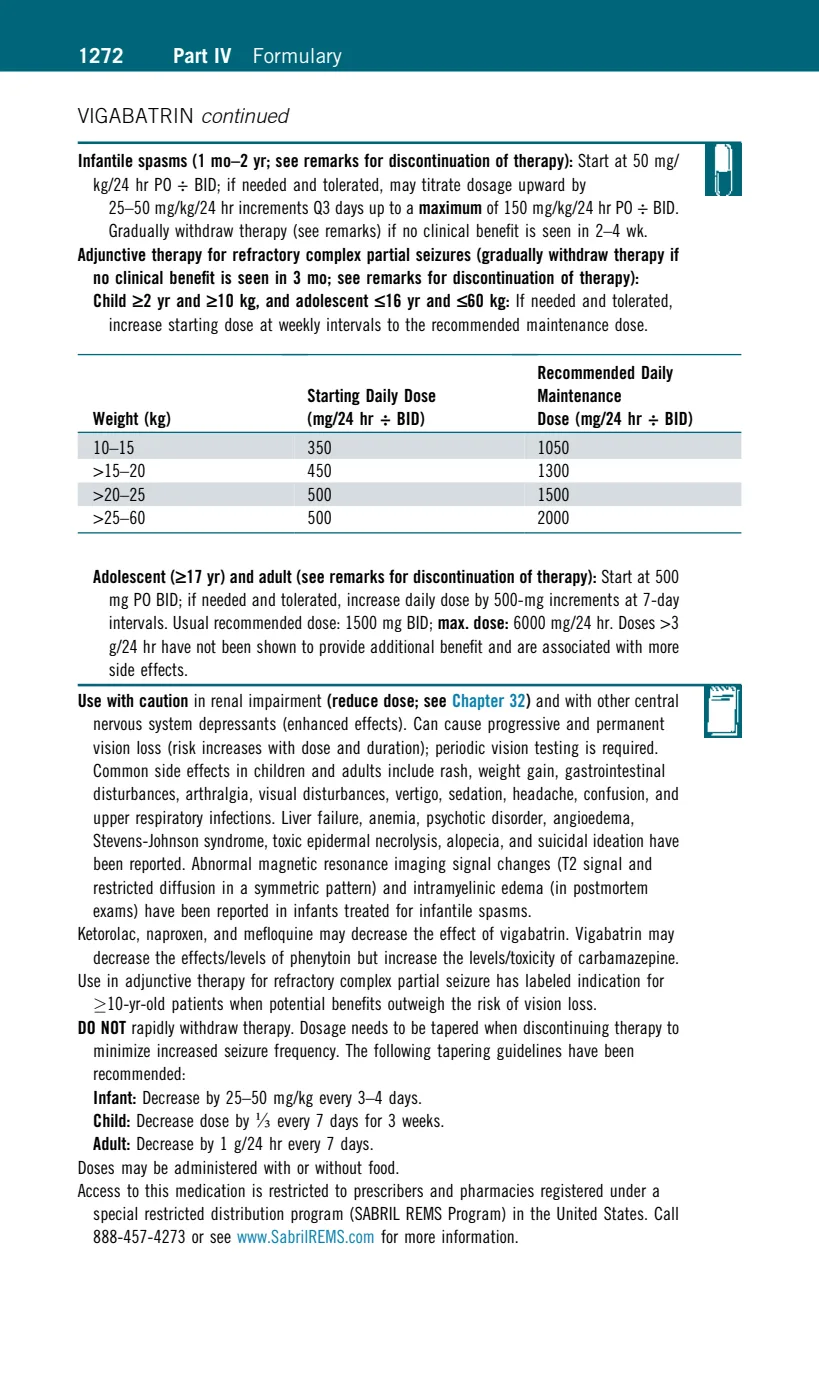 1272 Part IV Formulary
VIGABATRIN continued
Infantile spasms (1 mo–2 yr; see remarks for discontinuation of therapy): Start at 50 mg/
kg/24 hr PO ÷ BID; if needed and tolerated, may titrate dosage upward by
25–50 mg/kg/24 hr increments Q3 days up to a maximum of 150 mg/kg/24 hr PO ÷ BID.
Gradually withdraw therapy (see remarks) if no clinical benefit is seen in 2–4 wk.
Adjunctive therapy for refractory complex partial seizures (gradually withdraw therapy if
no clinical benefit is seen in 3 mo; see remarks for discontinuation of therapy):
Child ≥2 yr and ≥10 kg, and adolescent ≤16 yr and ≤60 kg: If needed and tolerated,
increase starting dose at weekly intervals to the recommended maintenance dose.
Recommended Daily
Starting Daily Dose Maintenance
Weight (kg) (mg/24 hr ÷ BID) Dose (mg/24 hr ÷ BID)
10–15 350 1050
>15–20 450 1300
>20–25 500 1500
>25–60 500 2000
Adolescent (≥17 yr) and adult (see remarks for discontinuation of therapy): Start at 500
mg PO BID; if needed and tolerated, increase daily dose by 500-mg increments at 7-day
intervals. Usual recommended dose: 1500 mg BID; max. dose: 6000 mg/24 hr. Doses >3
g/24 hr have not been shown to provide additional benefit and are associated with more
side effects.
Use with caution in renal impairment (reduce dose; see Chapter 32) and with other central
nervous system depressants (enhanced effects). Can cause progressive and permanent
vision loss (risk increases with dose and duration); periodic vision testing is required.
Common side effects in children and adults include rash, weight gain, gastrointestinal
disturbances, arthralgia, visual disturbances, vertigo, sedation, headache, confusion, and
upper respiratory infections. Liver failure, anemia, psychotic disorder, angioedema,
Stevens-Johnson syndrome, toxic epidermal necrolysis, alopecia, and suicidal ideation have
been reported. Abnormal magnetic resonance imaging signal changes (T2 signal and
restricted diffusion in a symmetric pattern) and intramyelinic edema (in postmortem
exams) have been reported in infants treated for infantile spasms.
Ketorolac, naproxen, and mefloquine may decrease the effect of vigabatrin. Vigabatrin may
decrease the effects/levels of phenytoin but increase the levels/toxicity of carbamazepine.
Use in adjunctive therapy for refractory complex partial seizure has labeled indication for
≥10-yr-old patients when potential benefits outweigh the risk of vision loss.
DO NOT rapidly withdraw therapy. Dosage needs to be tapered when discontinuing therapy to
minimize increased seizure frequency. The following tapering guidelines have been
recommended:
Infant: Decrease by 25–50 mg/kg every 3–4 days.
Child: Decrease dose by ⅓ every 7 days for 3 weeks.
Adult: Decrease by 1 g/24 hr every 7 days.
Doses may be administered with or without food.
Access to this medication is restricted to prescribers and pharmacies registered under a
special restricted distribution program (SABRIL REMS Program) in the United States. Call
888-457-4273 or see www.SabrilREMS.com for more information.